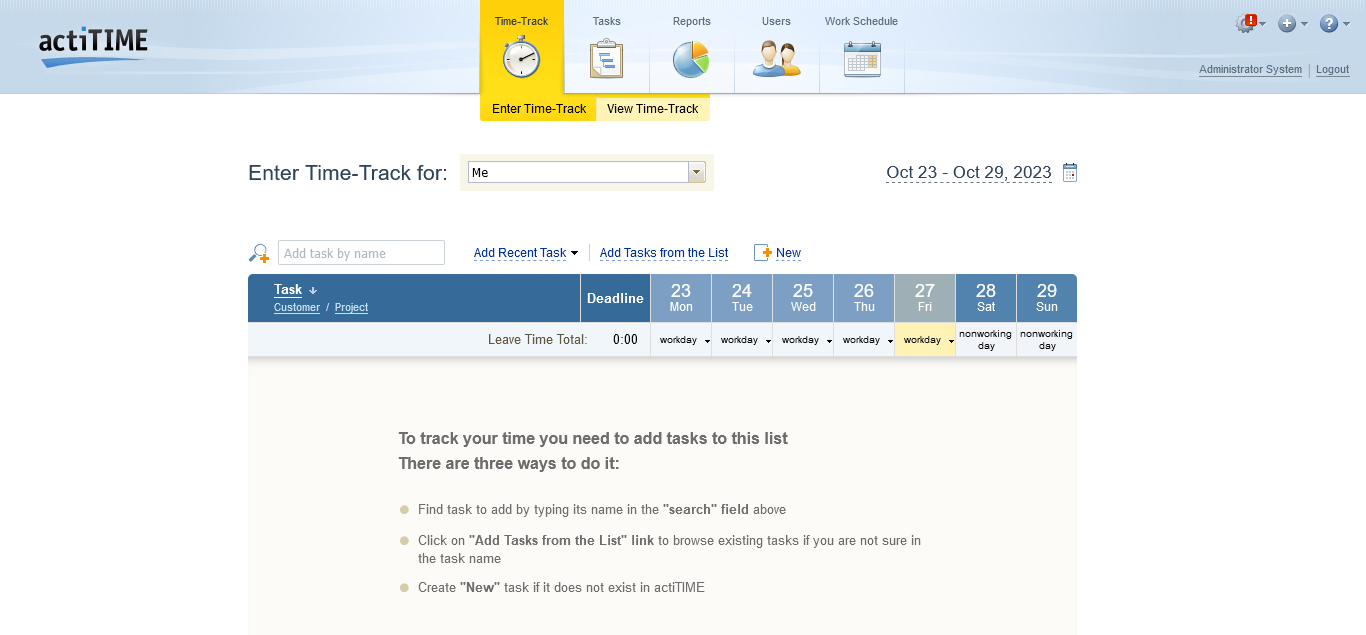 actiTIME
Time-Track
Tasks
Reports
Users
Work Schedule
!
+
?
Administrator System
Logout
Enter Time-Track
View Time-Track
Enter Time-Track for:
Me
Oct 23 - Oct 29, 2023
Add task by name
Add Recent Task
Add Tasks from the List
New
Task
Customer / Project
Deadline
23
Mon
24
Tue
25
Wed
26
Thu
27
Fri
28
Sat
29
Sun
Leave Time Total:
0:00
workday
workday
workday
workday
workday
nonworking
day
nonworking
day
To track your time you need to add tasks to this list
There are three ways to do it:
Find task to add by typing its name in the "search" field above
Click on "Add Tasks from the List" link to browse existing tasks if you are not sure in
the task name
Create "New" task if it does not exist in actiTIME